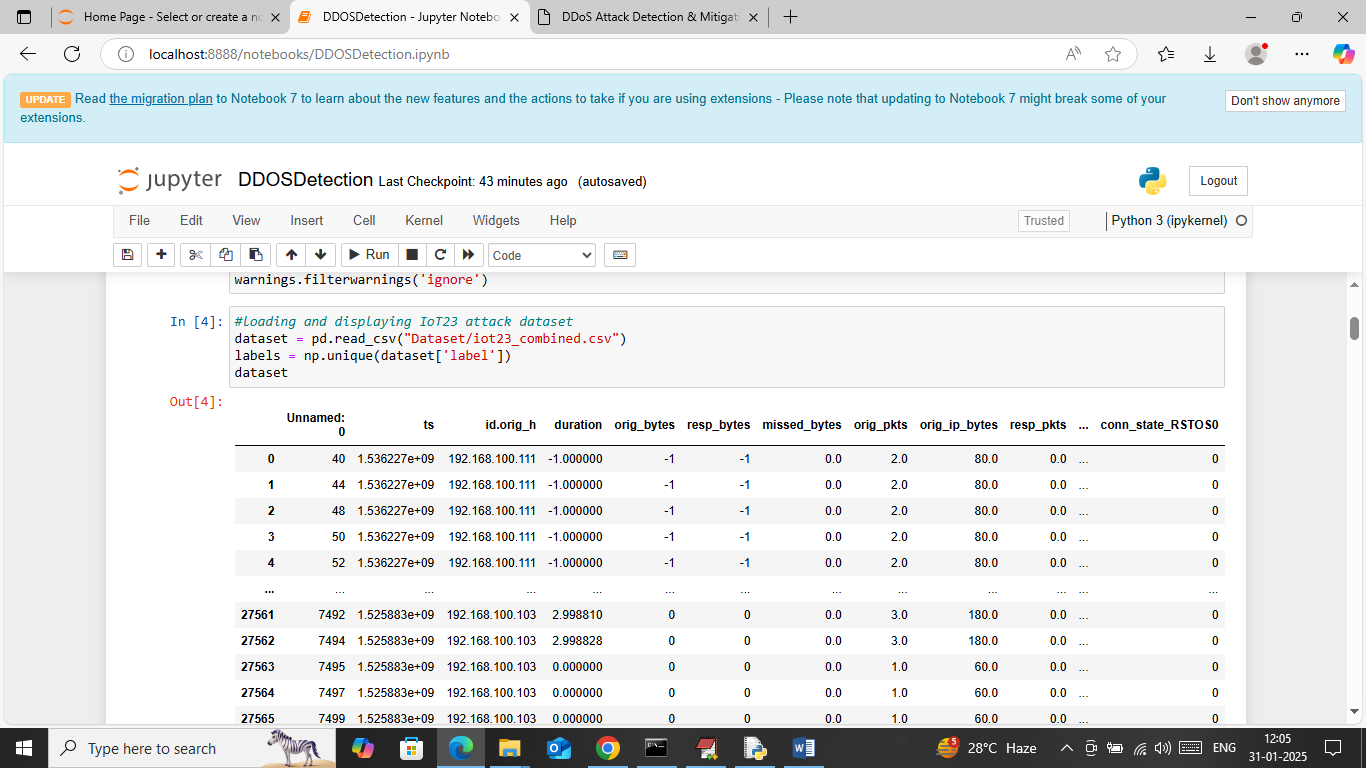 Home Page - Select or create a no
DDOSDetection - Jupyter Notebo
DDoS Attack Detection & Mitigat
localhost:8888/notebooks/DDOSDetection.ipynb
UPDATE Read the migration plan to Notebook 7 to learn about the new features and the actions to take if you are using extensions - Please note that updating to Notebook 7 might break some of your
extensions.
Don't show anymore
jupyter DDOSDetection Last Checkpoint: 43 minutes ago (autosaved)
Logout
File Edit View Insert Cell Kernel Widgets Help
Trusted
Python 3 (ipykernel)
Run
Code
warnings.filterwarnings('ignore')
In [4]:
#loading and displaying IoT23 attack dataset
dataset = pd.read_csv("Dataset/iot23_combined.csv")
labels = np.unique(dataset['label'])
dataset
Out[4]:
Unnamed:
0 ts id.orig_h duration orig_bytes resp_bytes missed_bytes orig_pkts orig_ip_bytes resp_pkts ... conn_state_RSTOS0
0 40 1.536227e+09 192.168.100.111 -1.000000 -1 -1 0.0 2.0 80.0 0.0 ... 0
1 44 1.536227e+09 192.168.100.111 -1.000000 -1 -1 0.0 2.0 80.0 0.0 ... 0
2 48 1.536227e+09 192.168.100.111 -1.000000 -1 -1 0.0 2.0 80.0 0.0 ... 0
3 50 1.536227e+09 192.168.100.111 -1.000000 -1 -1 0.0 2.0 80.0 0.0 ... 0
4 52 1.536227e+09 192.168.100.111 -1.000000 -1 -1 0.0 2.0 80.0 0.0 ... 0
... ... ... ... ... ... ... ... ... ... ... ... ...
27561 7492 1.525883e+09 192.168.100.103 2.998810 0 0 0.0 3.0 180.0 0.0 ... 0
27562 7494 1.525883e+09 192.168.100.103 2.998828 0 0 0.0 3.0 180.0 0.0 ... 0
27563 7495 1.525883e+09 192.168.100.103 0.000000 0 0 0.0 1.0 60.0 0.0 ... 0
27564 7497 1.525883e+09 192.168.100.103 0.000000 0 0 0.0 1.0 60.0 0.0 ... 0
27565 7499 1.525883e+09 192.168.100.103 0.000000 0 0 0.0 1.0 60.0 0.0 ... 0
Type here to search
5
28°C Haze
ENG
12:05
31-01-2025